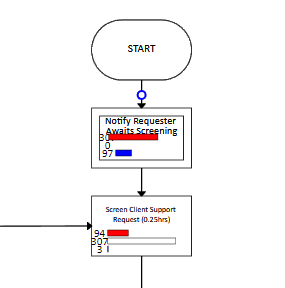 START
Notify Requester
Awaits Screening
30
0
97
Screen Client Support
Request (0.25hrs)
94
307
3